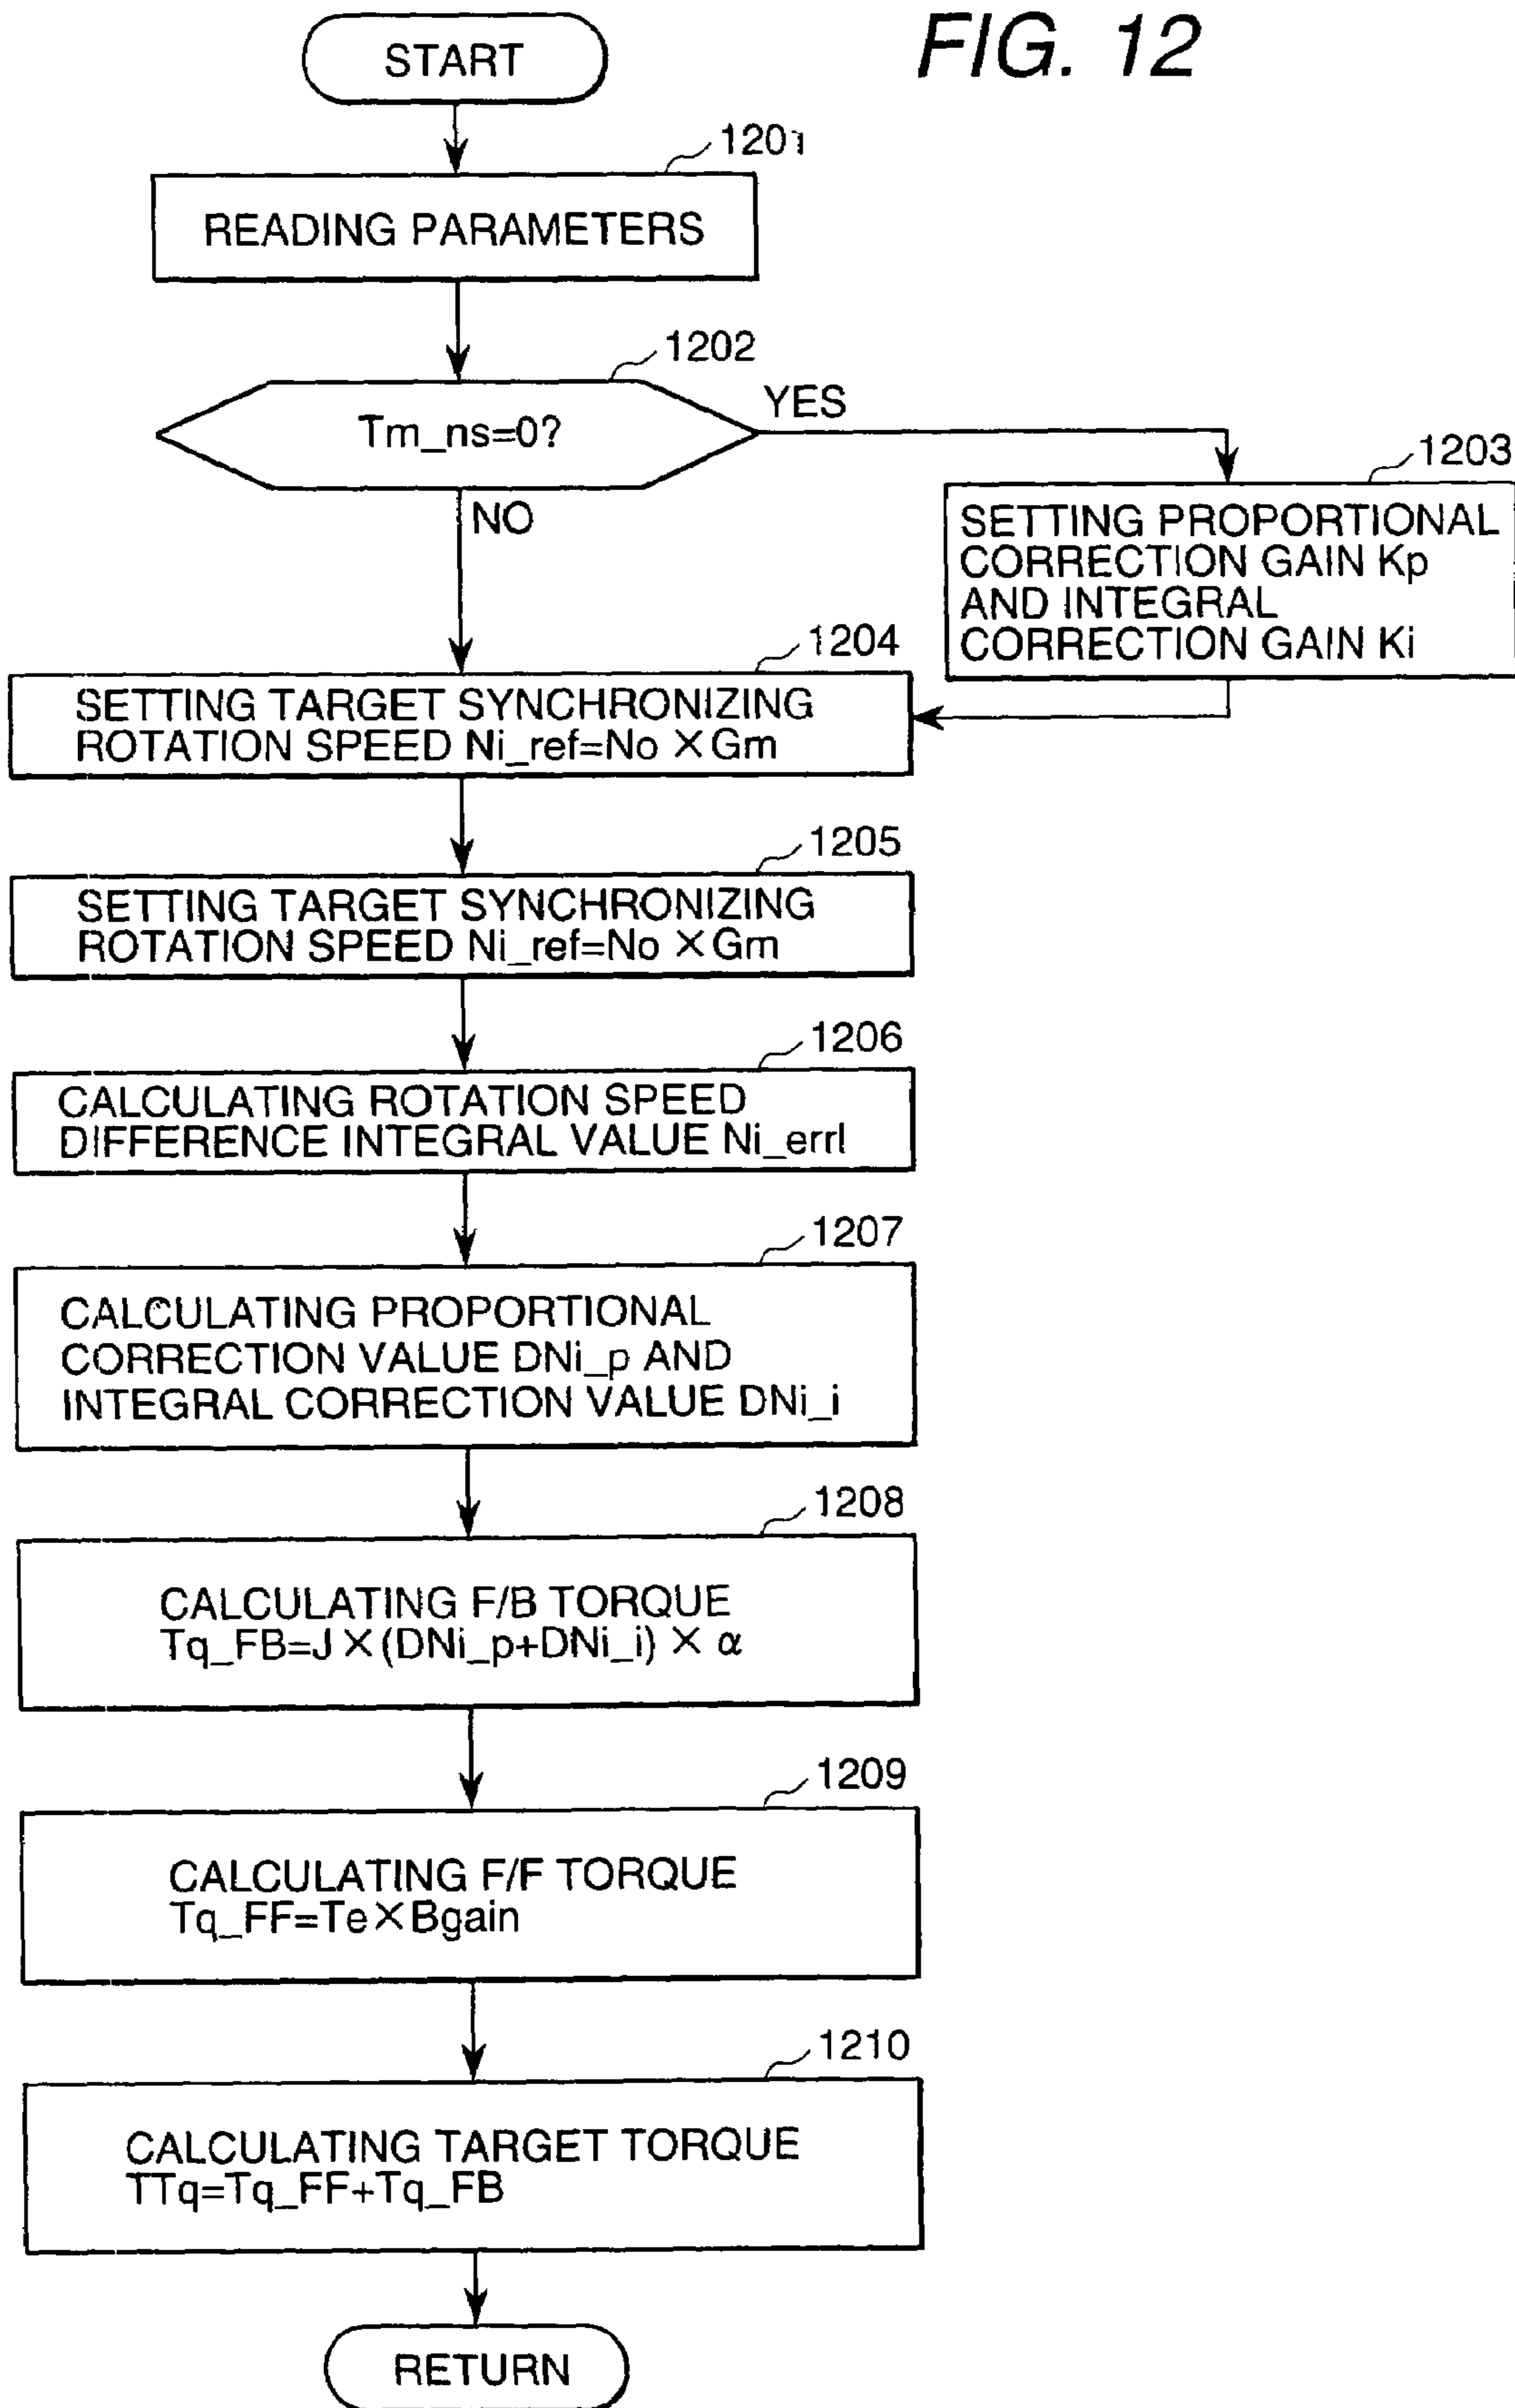 FIG. 12
START
1201
READING PARAMETERS
1202
Tm_ns=0?
YES
NO
1203
SETTING PROPORTIONAL
CORRECTION GAIN Kp
AND INTEGRAL
CORRECTION GAIN Ki
1204
SETTING TARGET SYNCHRONIZING
ROTATION SPEED Ni_ref=No×Gm
1205
SETTING TARGET SYNCHRONIZING
ROTATION SPEED Ni_ref=No×Gm
1206
CALCULATING ROTATION SPEED
DIFFERENCE INTEGRAL VALUE Ni_errI
1207
CALCULATING PROPORTIONAL
CORRECTION VALUE DNi_p AND
INTEGRAL CORRECTION VALUE DNi_i
1208
CALCULATING F/B TORQUE
Tq_FB=J×(DNi_p+DNi_i)×α
1209
CALCULATING F/F TORQUE
Tq_FF=Te×Bgain
1210
CALCULATING TARGET TORQUE
TTq=Tq_FF+Tq_FB
RETURN